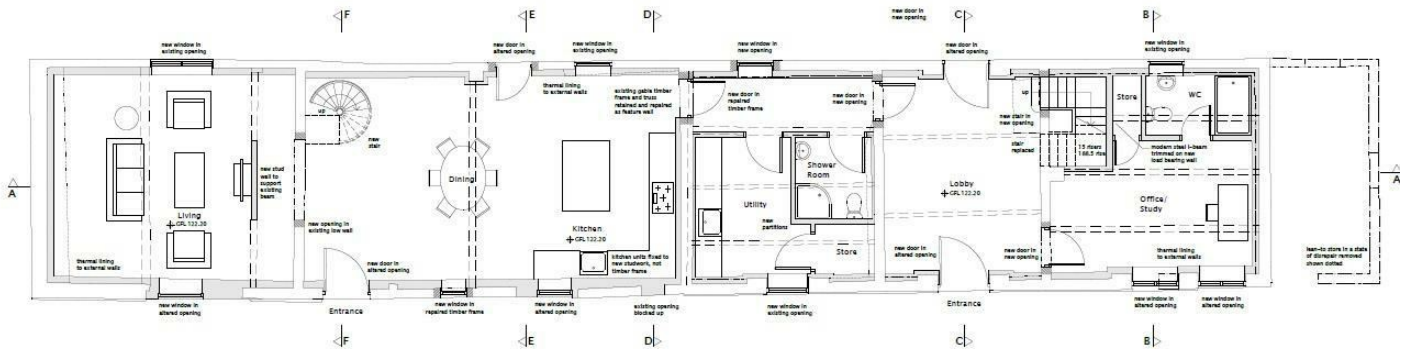 F
E
D
C
B
new door in
new opening
new window in
existing opening
new door in
altered opening
new window in
existing opening
new window in
new opening
new door in
altered opening
new window in
existing opening
thermal lining
to external walls
existing gable timber
frame and truss
retained and repaired
as feature wall
new door in
repaired
timber frame
new door in
new opening
up
new stair in
new opening
stair
replaced
Store
WC
15 risers
166.5 rise
modern steel I-beam
trimmed on new
load bearing wall
up
new
stair
new stud
wall to
support
existing
beam
A
A
Living
GFL 122.20
Dining
Kitchen
GFL 122.20
Utility
Shower
Room
new
partitions
Store
Lobby
GFL 122.20
Office/
Study
new opening in
existing low wall
thermal lining
to external walls
new door in
altered opening
kitchen units fixed to
new studwork, not
timber frame
new door in
altered opening
new door in
new opening
thermal lining
to external walls
lean-to store in a state
of disrepair removed
shown dotted
new window in
altered opening
Entrance
new window in
repaired timber frame
new window in
altered opening
existing opening
blocked up
new window in
existing opening
Entrance
new window in
altered opening
new window in
altered opening
F
E
D
C
B